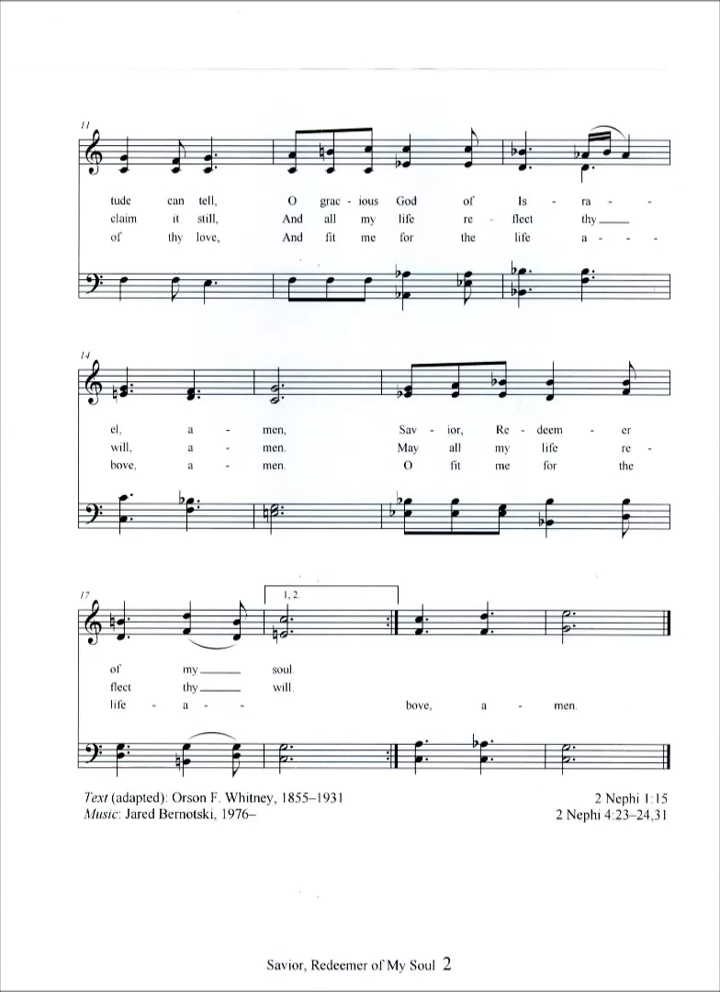 11
tude can tell, O grac - ious God of Is - ra - -
claim it still, And all my life re - flect thy
of thy love, And fit me for the life a - - -
14
el, a - men, Sav - ior, Re - deem - er
will, a - men. May all my life re -
bove, a - men. O fit me for the
17
1, 2.
of my soul.
flect thy will.
life - a - - bove, a - men.
Text (adapted): Orson F. Whitney, 1855–1931 2 Nephi 1:15
Music: Jared Bernotski, 1976– 2 Nephi 4:23–24,31
Savior, Redeemer of My Soul 2